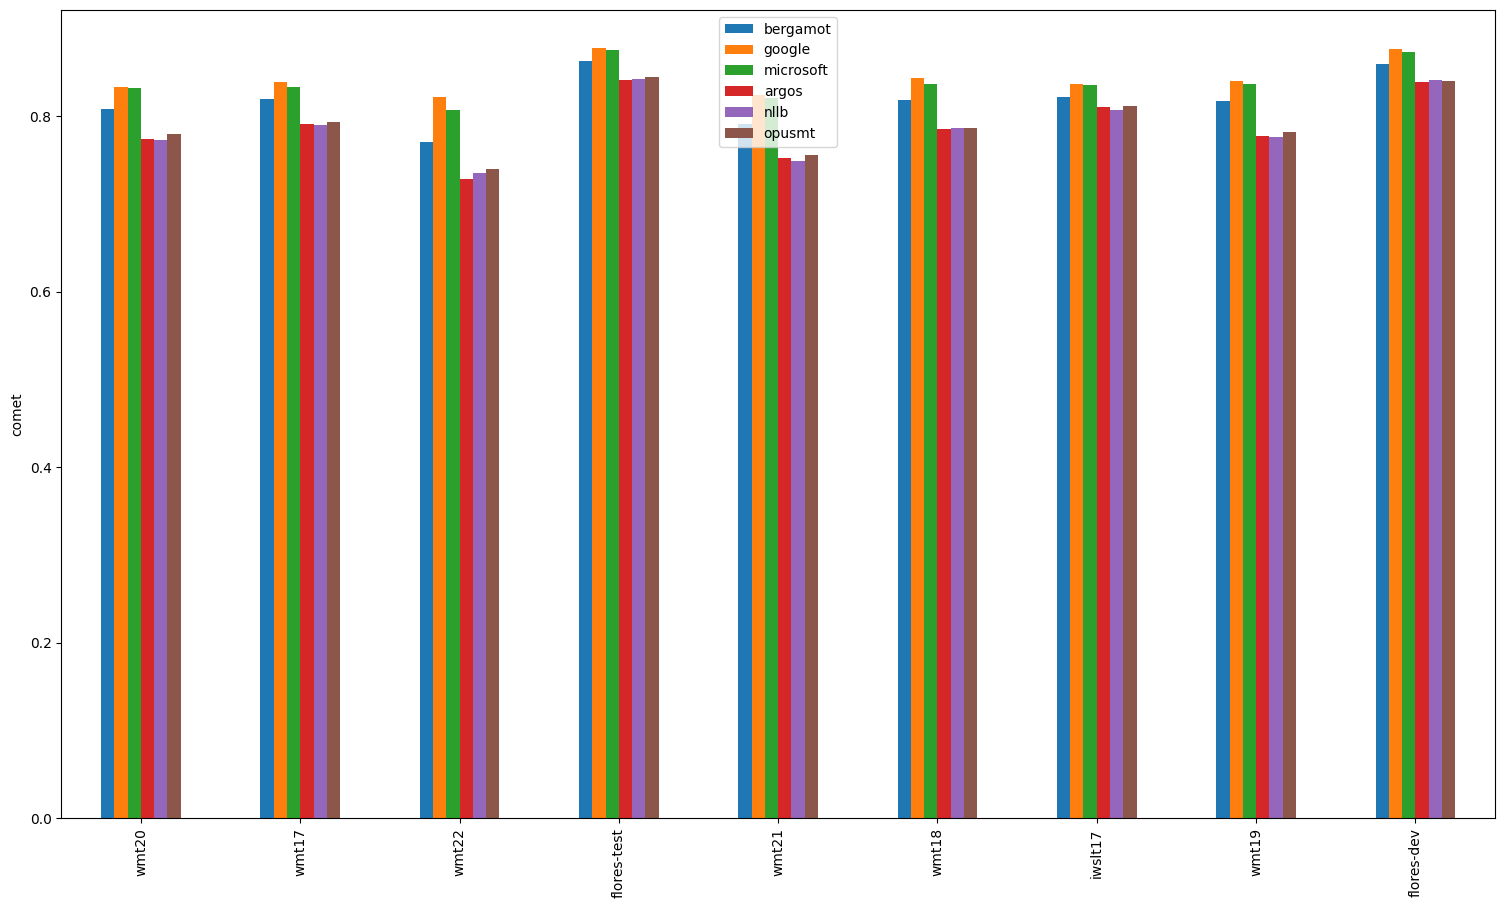 bergamot
google
microsoft
argos
nllb
opusmt
comet
0.8
0.6
0.4
0.2
0.0
wmt20
wmt17
wmt22
flores-test
wmt21
wmt18
iwslt17
wmt19
flores-dev